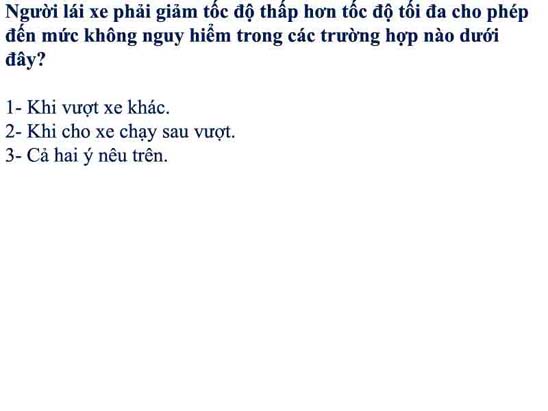 Người lái xe phải giảm tốc độ thấp hơn tốc độ tối đa cho phép
đến mức không nguy hiểm trong các trường hợp nào dưới
đây?
1- Khi vượt xe khác.
2- Khi cho xe chạy sau vượt.
3- Cả hai ý nêu trên.